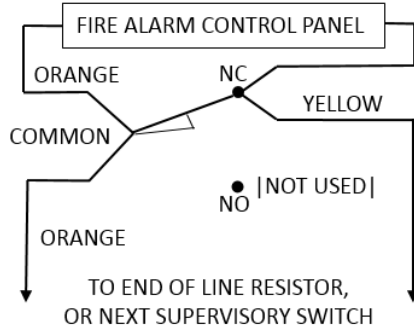 FIRE ALARM CONTROL PANEL
ORANGE
NC
YELLOW
COMMON
|NOT USED|
NO
ORANGE
TO END OF LINE RESISTOR,
OR NEXT SUPERVISORY SWITCH